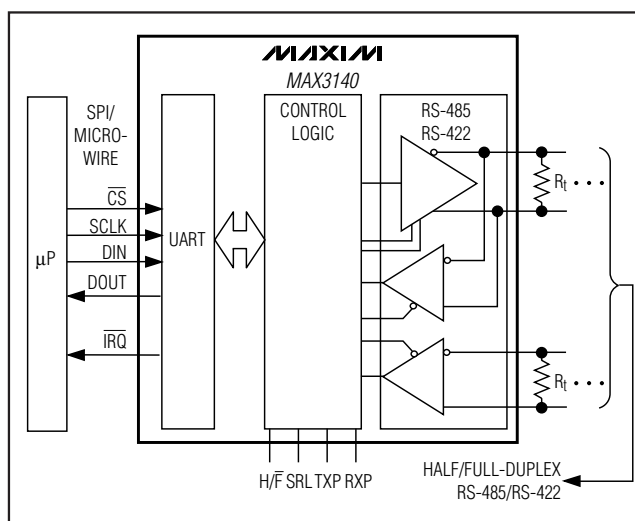 MAXIM
MAX3140
SPI/
MICRO-
WIRE
CONTROL
LOGIC
RS-485
RS-422
CS
SCLK
DIN
DOUT
IRQ
µP
UART
Rt
Rt
H/F SRL TXP RXP
HALF/FULL-DUPLEX
RS-485/RS-422